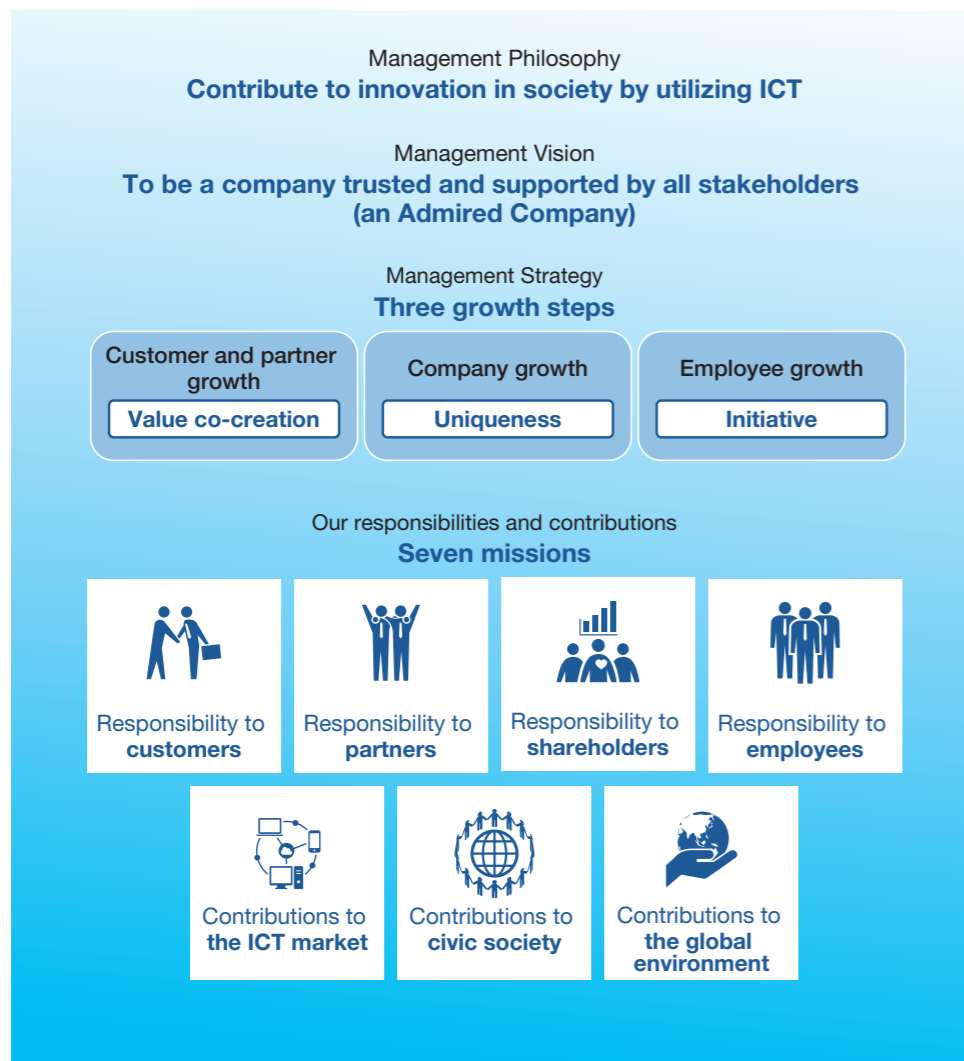 Management Philosophy
Contribute to innovation in society by utilizing ICT
Management Vision
To be a company trusted and supported by all stakeholders
(an Admired Company)
Management Strategy
Three growth steps
Customer and partner
growth
Value co-creation
Company growth
Uniqueness
Employee growth
Initiative
Our responsibilities and contributions
Seven missions
Responsibility to
customers
Responsibility to
partners
Responsibility to
shareholders
Responsibility to
employees
Contributions to
the ICT market
Contributions to
civic society
Contributions to
the global
environment